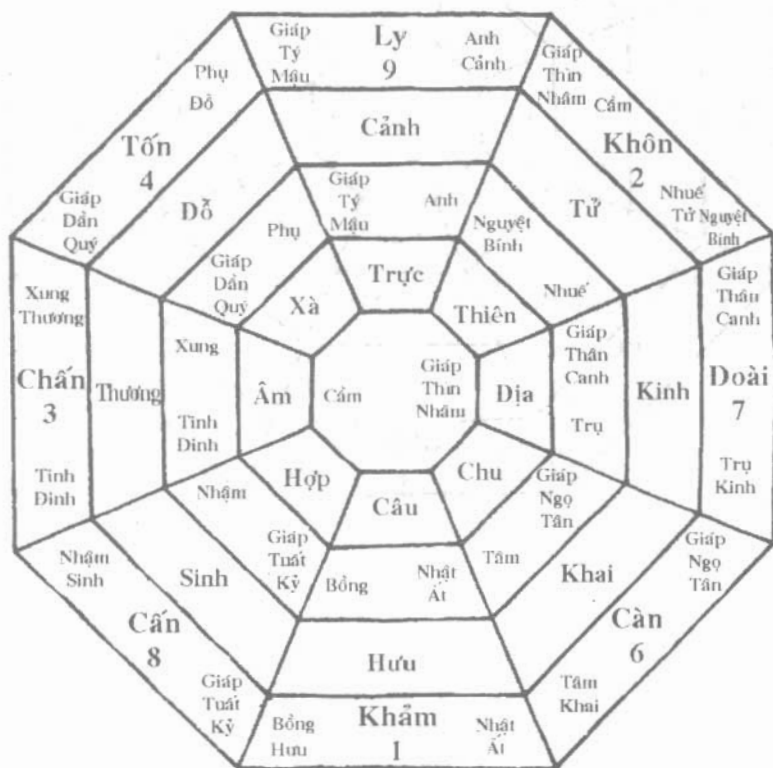 Giáp
Tý
Mậu
Ly
9
Anh
Cảnh
Giáp
Thìn
Nhâm
Cầm
Khôn
2
Nhuế
Tử
Nguyệt
Bính
Phụ
Đỗ
Tốn
4
Giáp
Dần
Quý
Cảnh
Đỗ
Tử
Giáp
Tý
Mậu
Anh
Phụ
Giáp
Dần
Quý
Nguyệt
Bính
Nhuế
Trực
Xà
Thiên
Xung
Thương
Chấn
3
Tinh
Đinh
Thương
Xung
Tinh
Đinh
Âm
Cầm
Giáp
Thìn
Nhâm
Địa
Giáp
Thân
Canh
Trụ
Kinh
Giáp
Thâu
Canh
Doài
7
Trụ
Kinh
Hợp
Câu
Chu
Nhậm
Giáp
Tuất
Kỷ
Bồng
Nhật
Ất
Giáp
Ngọ
Tân
Tâm
Sinh
Hưu
Khai
Nhậm
Sinh
Cấn
8
Giáp
Tuất
Kỷ
Bồng
Hưu
Khảm
1
Nhật
Ất
Giáp
Ngọ
Tân
Càn
6
Tâm
Khai